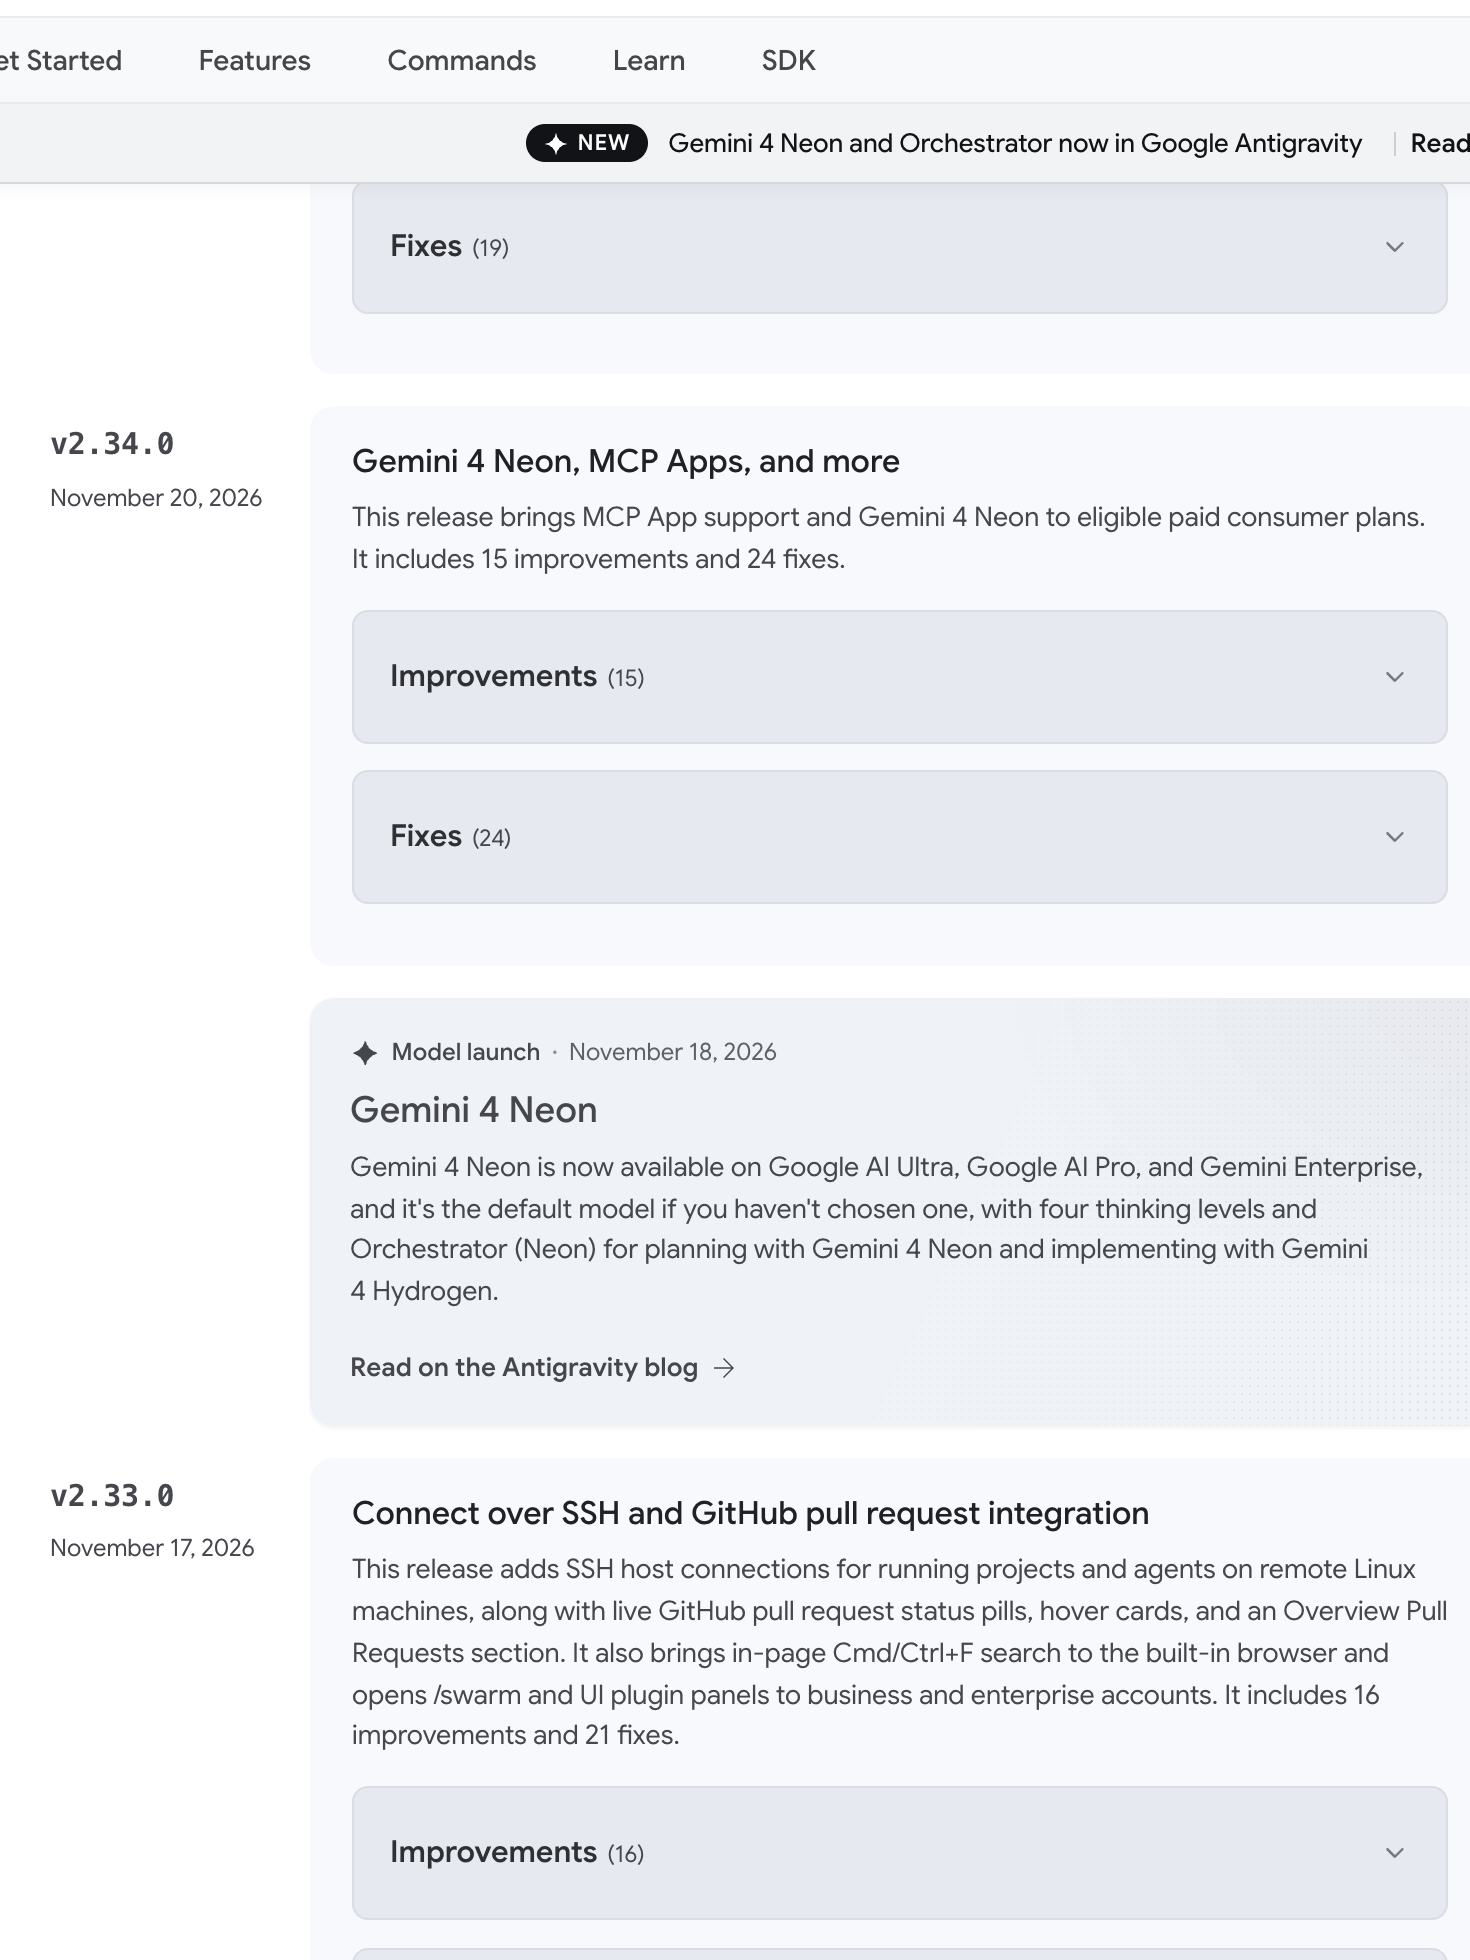 et Started Features Commands Learn SDK
NEW Gemini 4 Neon and Orchestrator now in Google Antigravity Read
Fixes (19)
v2.34.0
November 20, 2026
Gemini 4 Neon, MCP Apps, and more
This release brings MCP App support and Gemini 4 Neon to eligible paid consumer plans.
It includes 15 improvements and 24 fixes.
Improvements (15)
Fixes (24)
Model launch · November 18, 2026
Gemini 4 Neon
Gemini 4 Neon is now available on Google AI Ultra, Google AI Pro, and Gemini Enterprise,
and it's the default model if you haven't chosen one, with four thinking levels and
Orchestrator (Neon) for planning with Gemini 4 Neon and implementing with Gemini
4 Hydrogen.
Read on the Antigravity blog →
v2.33.0
November 17, 2026
Connect over SSH and GitHub pull request integration
This release adds SSH host connections for running projects and agents on remote Linux
machines, along with live GitHub pull request status pills, hover cards, and an Overview Pull
Requests section. It also brings in-page Cmd/Ctrl+F search to the built-in browser and
opens /swarm and UI plugin panels to business and enterprise accounts. It includes 16
improvements and 21 fixes.
Improvements (16)